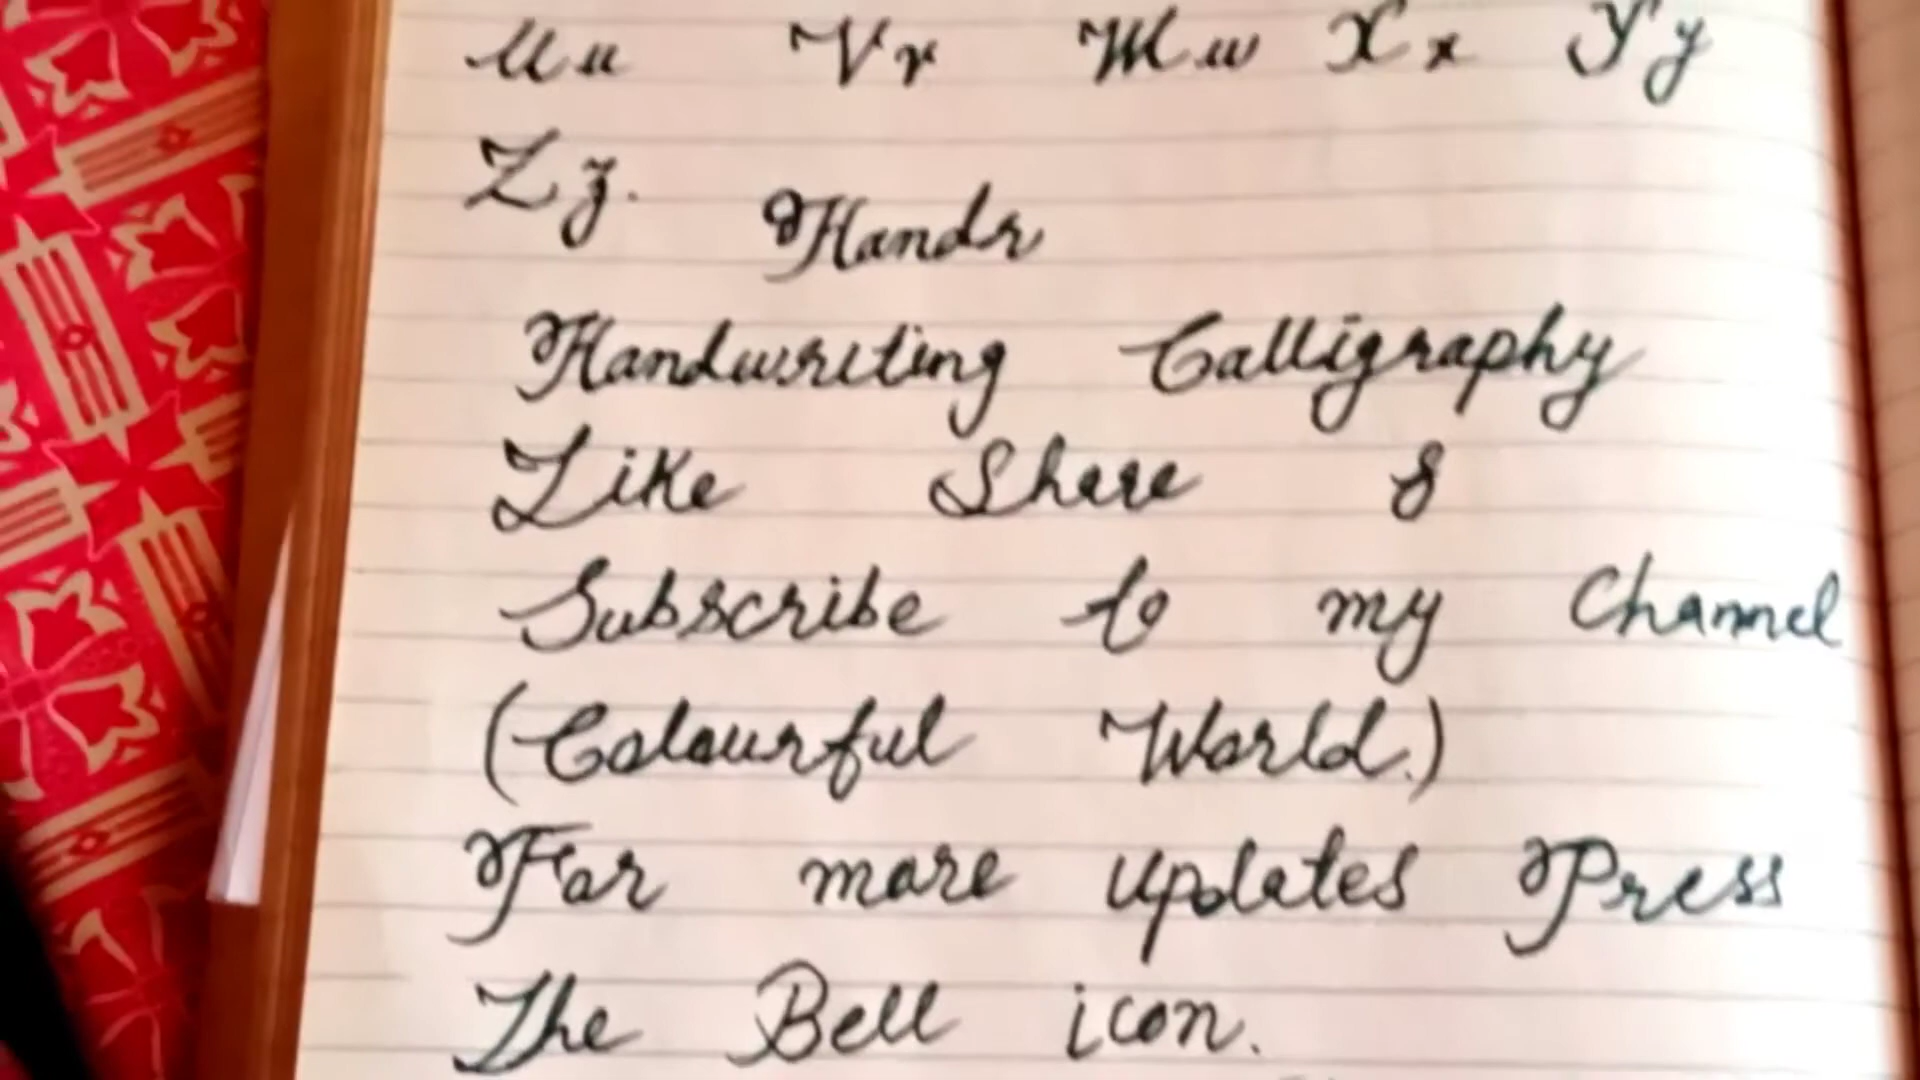 Uu Vv Ww Xx Yy
Zz.
Handr
Handwriting Calligraphy
Like Share &
Subscribe to my Channel
(Colourful World.)
For more updates Press
The Bell icon.